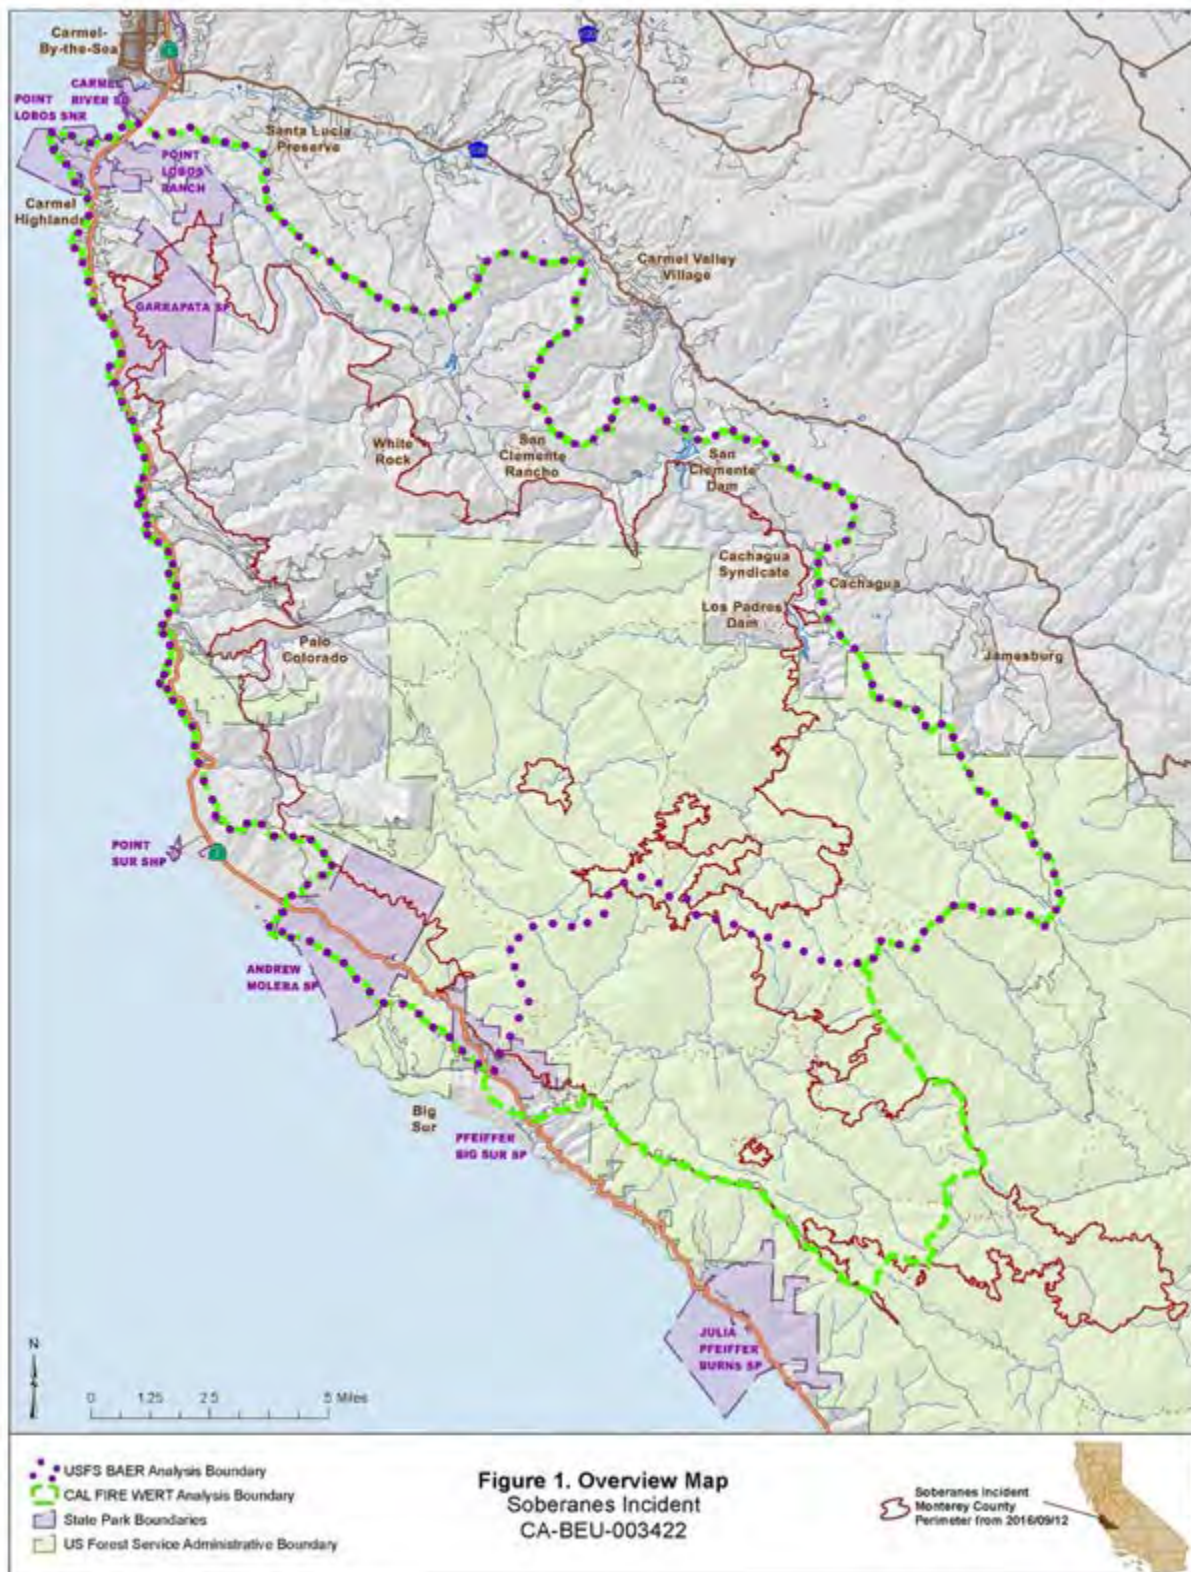 Carmel-
By-the-Sea
1
CARMEL
RIVER SB
POINT
LOBOS SNR
Santa Lucia
Preserve
POINT
LOBOS
RANCH
Carmel
Highlands
Carmel Valley
Village
GARRAPATA SP
White
Rock
San
Clemente
Rancho
San
Clemente
Dam
Cachagua
Syndicate
Cachagua
Los Padres
Dam
Palo
Colorado
Jamesburg
POINT
SUR SHP
1
ANDREW
MOLERA SP
Big
Sur
PFEIFFER
BIG SUR SP
JULIA
PFEIFFER
BURNS SP
N
0 1.25 2.5 5 Miles
USFS BAER Analysis Boundary
CAL FIRE WERT Analysis Boundary
State Park Boundaries
US Forest Service Administrative Boundary
Figure 1. Overview Map
Soberanes Incident
CA-BEU-003422
Soberanes Incident
Monterey County
Perimeter from 2016/09/12